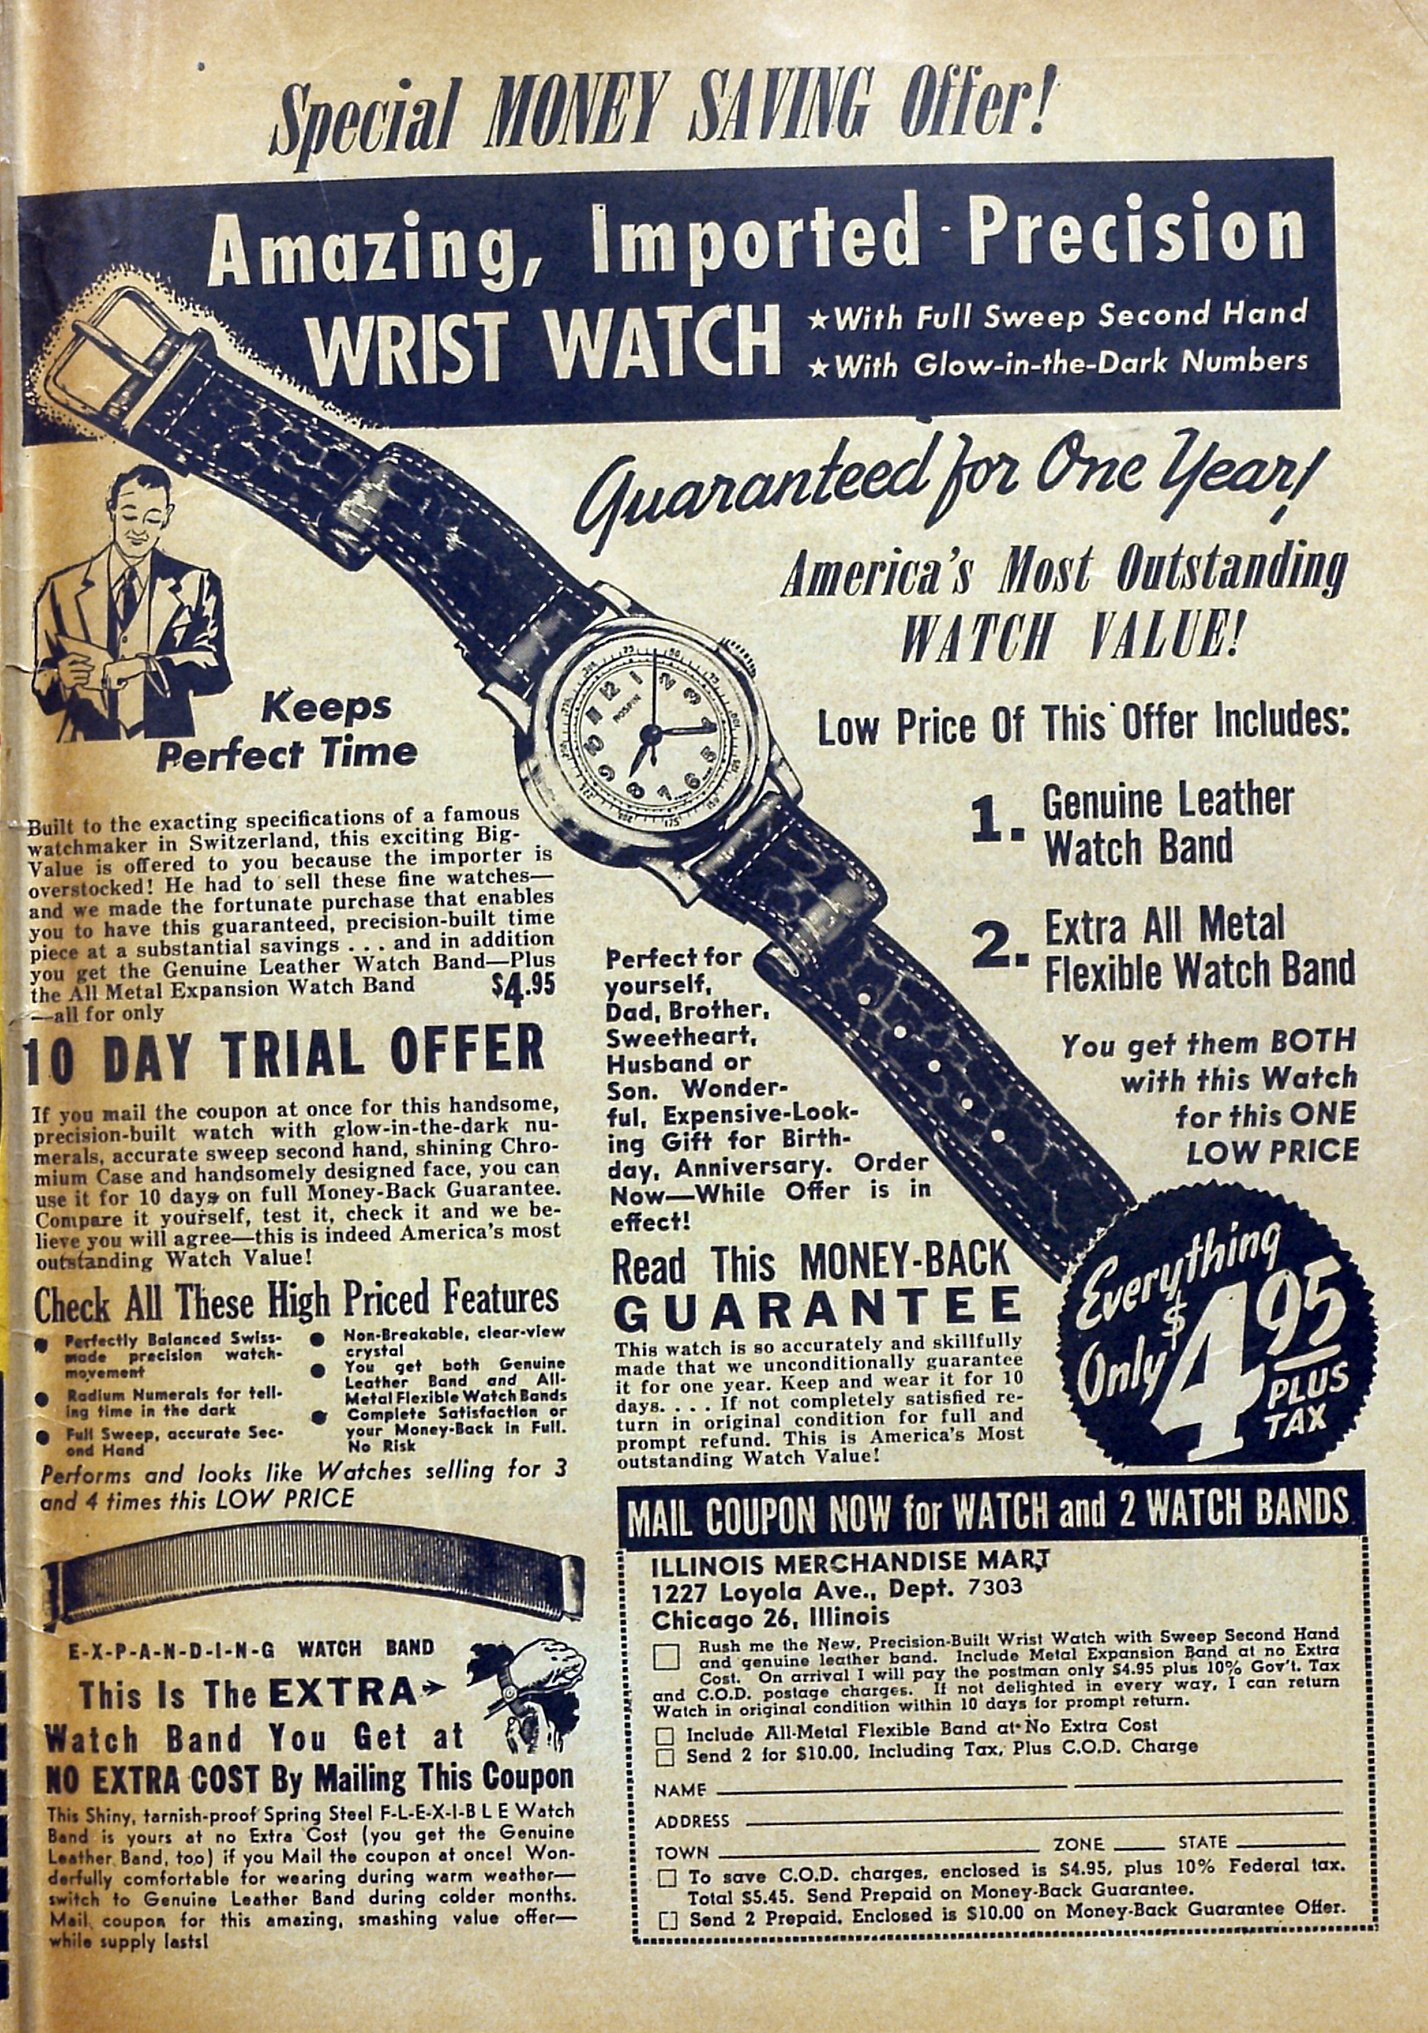 Special MONEY SAVING Offer!
Amazing, Imported - Precision
WRIST WATCH
★With Full Sweep Second Hand
★With Glow-in-the-Dark Numbers
Guaranteed for One Year!
America's Most Outstanding
WATCH VALUE!
Keeps
Perfect Time
Low Price Of This Offer Includes:
1. Genuine Leather
Watch Band
2. Extra All Metal
Flexible Watch Band
You get them BOTH
with this Watch
for this ONE
LOW PRICE
Built to the exacting specifications of a famous
watchmaker in Switzerland, this exciting Big-
Value is offered to you because the importer is
overstocked! He had to sell these fine watches—
and we made the fortunate purchase that enables
you to have this guaranteed, precision-built time
piece at a substantial savings . . . and in addition
you get the Genuine Leather Watch Band—Plus
the All Metal Expansion Watch Band $4.95
—all for only
10 DAY TRIAL OFFER
If you mail the coupon at once for this handsome,
precision-built watch with glow-in-the-dark nu-
merals, accurate sweep second hand, shining Chro-
mium Case and handsomely designed face, you can
use it for 10 days on full Money-Back Guarantee.
Compare it yourself, test it, check it and we be-
lieve you will agree—this is indeed America's most
outstanding Watch Value!
Check All These High Priced Features
● Perfectly Balanced Swiss-
made precision watch-
movement
● Radium Numerals for tell-
ing time in the dark
● Full Sweep, accurate Sec-
ond Hand
● Non-Breakable, clear-view
crystal
● You get both Genuine
Leather Band and All-
Metal Flexible Watch Bands
● Complete Satisfaction or
your Money-Back in Full.
No Risk
Performs and looks like Watches selling for 3
and 4 times this LOW PRICE
E-X-P-A-N-D-I-N-G WATCH BAND
This Is The EXTRA
Watch Band You Get at
NO EXTRA COST By Mailing This Coupon
This Shiny, tarnish-proof Spring Steel F-L-E-X-I-B L E Watch
Band is yours at no Extra Cost (you get the Genuine
Leather Band, too) if you Mail the coupon at once! Won-
derfully comfortable for wearing during warm weather—
switch to Genuine Leather Band during colder months.
Mail coupon for this amazing, smashing value offer—
while supply lasts!
Perfect for
yourself,
Dad, Brother,
Sweetheart,
Husband or
Son. Wonder-
ful, Expensive-Look-
ing Gift for Birth-
day, Anniversary. Order
Now—While Offer is in
effect!
Read This MONEY-BACK
GUARANTEE
This watch is so accurately and skillfully
made that we unconditionally guarantee
it for one year. Keep and wear it for 10
days. . . . If not completely satisfied re-
turn in original condition for full and
prompt refund. This is America's Most
outstanding Watch Value!
Everything
Only $4.95
PLUS
TAX
MAIL COUPON NOW for WATCH and 2 WATCH BANDS
ILLINOIS MERCHANDISE MART
1227 Loyola Ave., Dept. 7303
Chicago 26, Illinois
Rush me the New, Precision-Built Wrist Watch with Sweep Second Hand
and genuine leather band. Include Metal Expansion Band at no Extra
Cost. On arrival I will pay the postman only $4.95 plus 10% Gov't. Tax
and C.O.D. postage charges. If not delighted in every way, I can return
Watch in original condition within 10 days for prompt return.
Include All-Metal Flexible Band at No Extra Cost
Send 2 for $10.00, Including Tax, Plus C.O.D. Charge
NAME
ADDRESS
TOWN ZONE STATE
To save C.O.D. charges, enclosed is $4.95, plus 10% Federal tax.
Total $5.45. Send Prepaid on Money-Back Guarantee.
Send 2 Prepaid, Enclosed is $10.00 on Money-Back Guarantee Offer.